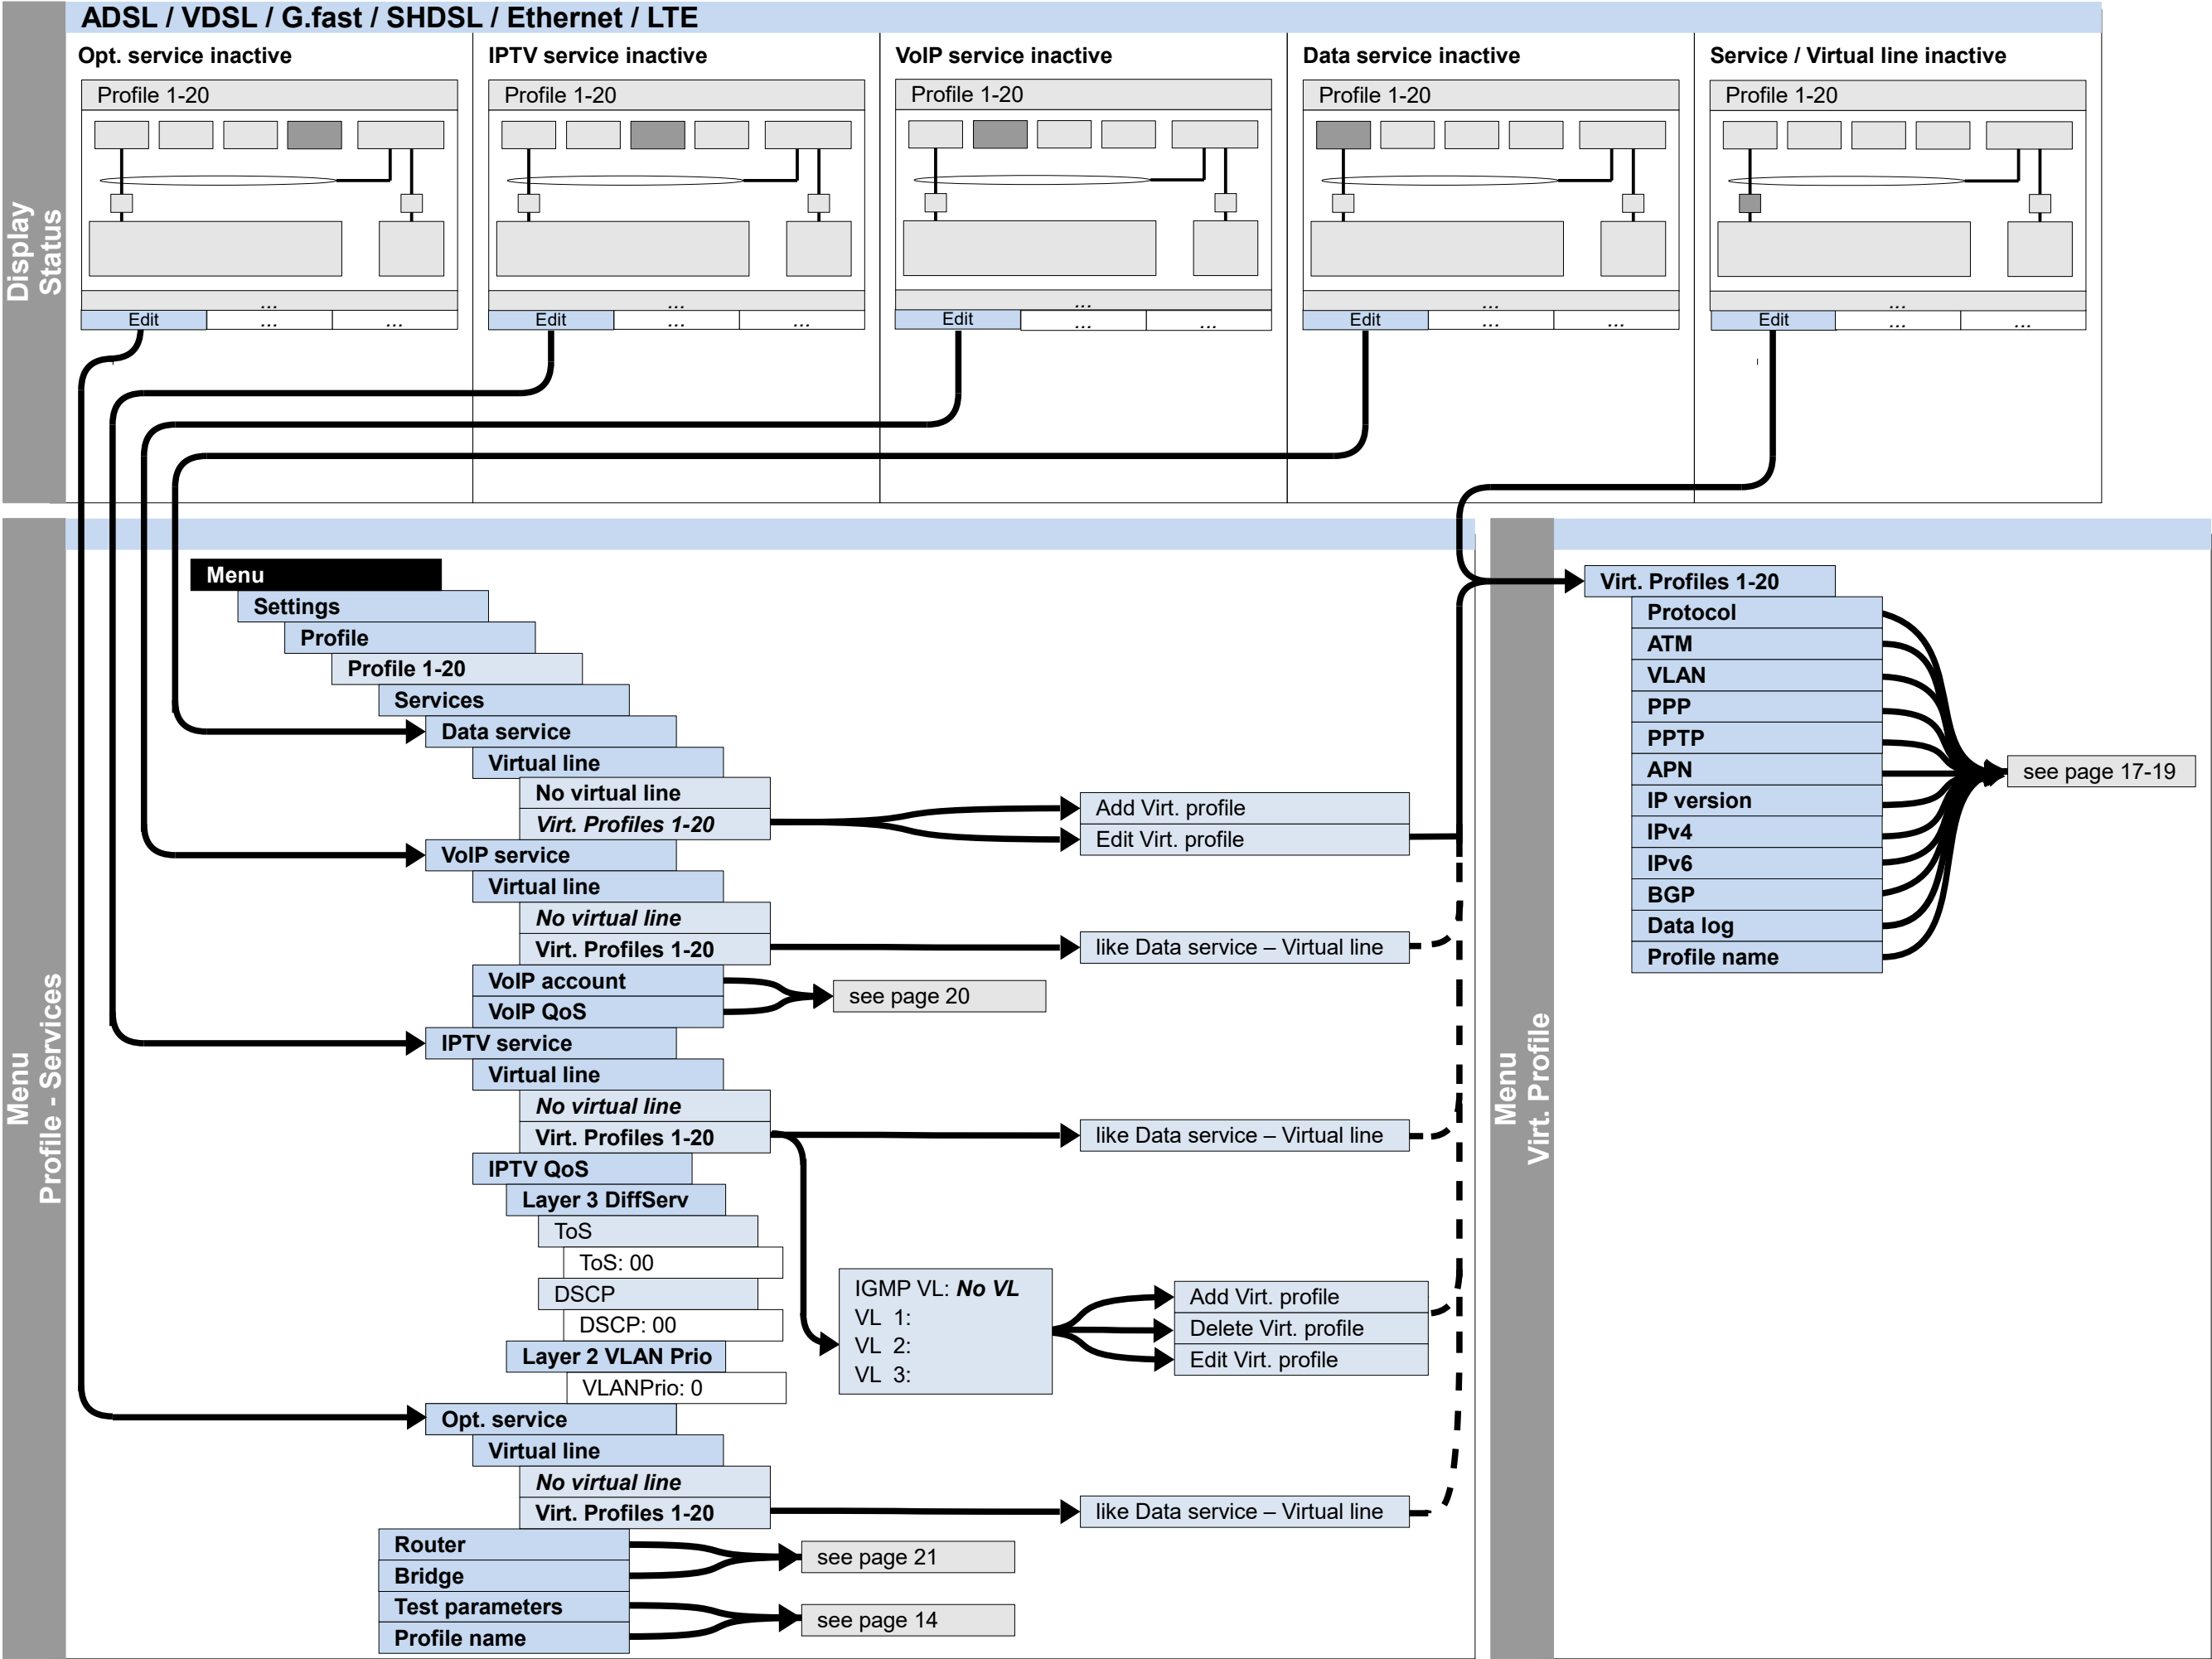 ADSL / VDSL / G.fast / SHDSL / Ethernet / LTE
Display
Status
Opt. service inactive
Profile 1-20
...
Edit
...
...
IPTV service inactive
Profile 1-20
...
Edit
...
...
VoIP service inactive
Profile 1-20
...
Edit
...
...
Data service inactive
Profile 1-20
...
Edit
...
...
Service / Virtual line inactive
Profile 1-20
...
Edit
...
...
Menu
Profile - Services
Menu
Settings
Profile
Profile 1-20
Services
Data service
Virtual line
No virtual line
Virt. Profiles 1-20
Add Virt. profile
Edit Virt. profile
VoIP service
Virtual line
No virtual line
Virt. Profiles 1-20
like Data service – Virtual line
VoIP account
VoIP QoS
see page 20
IPTV service
Virtual line
No virtual line
Virt. Profiles 1-20
like Data service – Virtual line
IPTV QoS
Layer 3 DiffServ
ToS
ToS: 00
DSCP
DSCP: 00
Layer 2 VLAN Prio
VLANPrio: 0
IGMP VL: No VL
VL 1:
VL 2:
VL 3:
Add Virt. profile
Delete Virt. profile
Edit Virt. profile
Opt. service
Virtual line
No virtual line
Virt. Profiles 1-20
like Data service – Virtual line
Router
Bridge
see page 21
Test parameters
Profile name
see page 14
Menu
Virt. Profile
Virt. Profiles 1-20
Protocol
ATM
VLAN
PPP
PPTP
APN
IP version
IPv4
IPv6
BGP
Data log
Profile name
see page 17-19